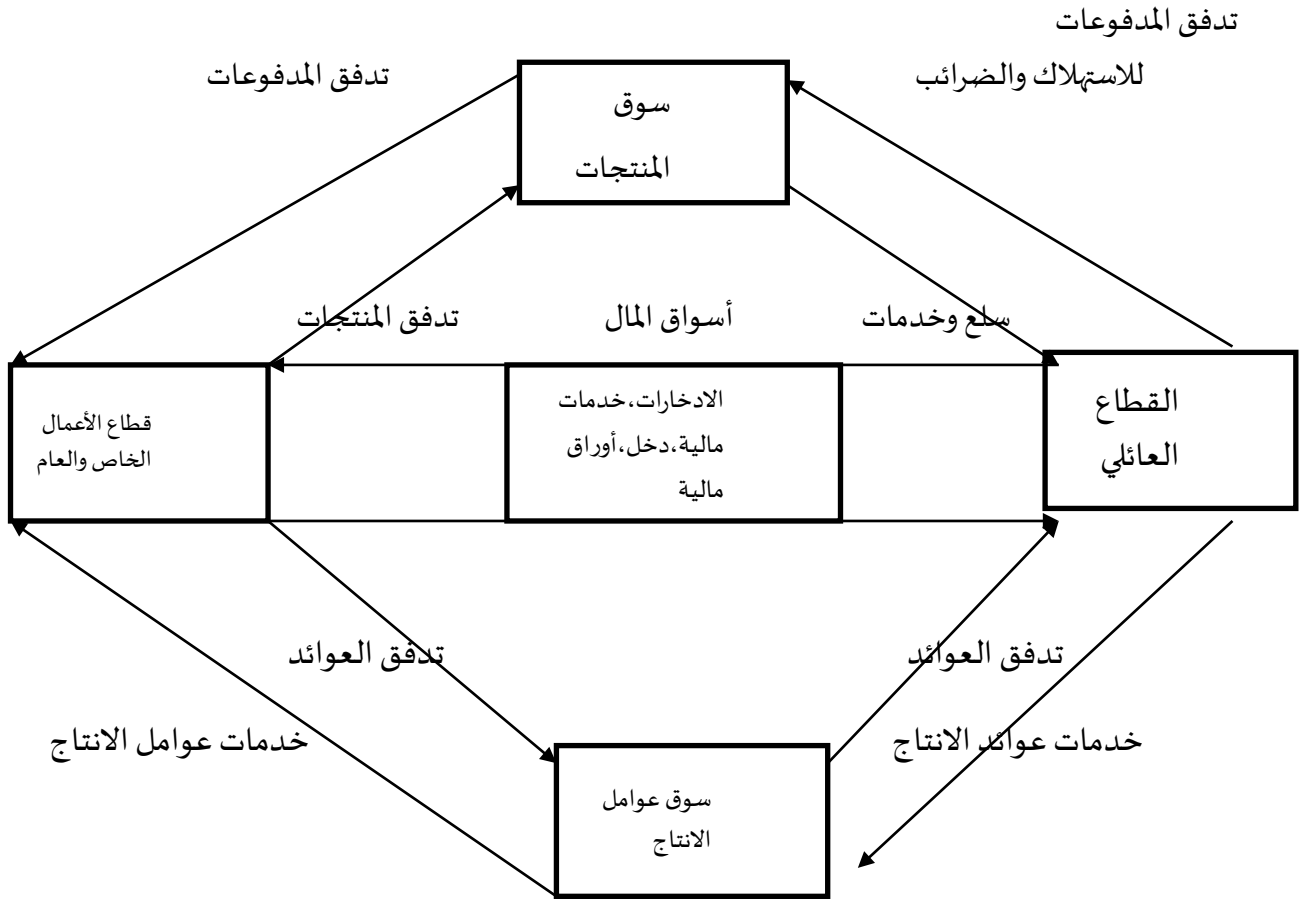 تدفق المدفوعات
للاستهلاك والضرائب
تدفق المدفوعات
سوق
المنتجات
سلع وخدمات
أسواق المال
تدفق المنتجات
القطاع
العائلي
الادخارات،خدمات
مالية،دخل،أوراق
مالية
قطاع الأعمال
الخاص والعام
تدفق العوائد
تدفق العوائد
خدمات عوائد الانتاج
خدمات عوامل الانتاج
سوق عوامل
الانتاج